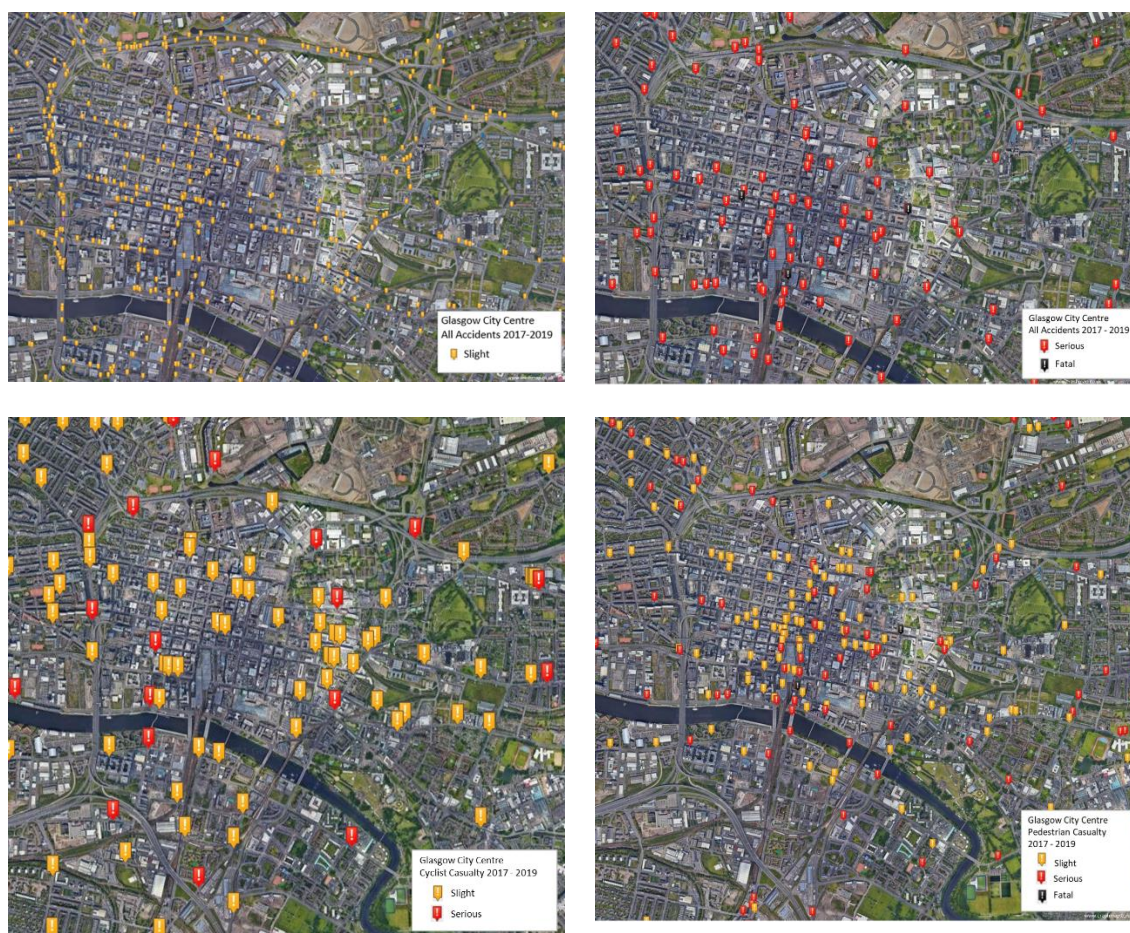 Glasgow City Centre
All Accidents 2017-2019
Slight
Glasgow City Centre
All Accidents 2017 - 2019
Serious
Fatal
Glasgow City Centre
Cyclist Casualty 2017 - 2019
Slight
Serious
Glasgow City Centre
Pedestrian Casualty
2017 - 2019
Slight
Serious
Fatal